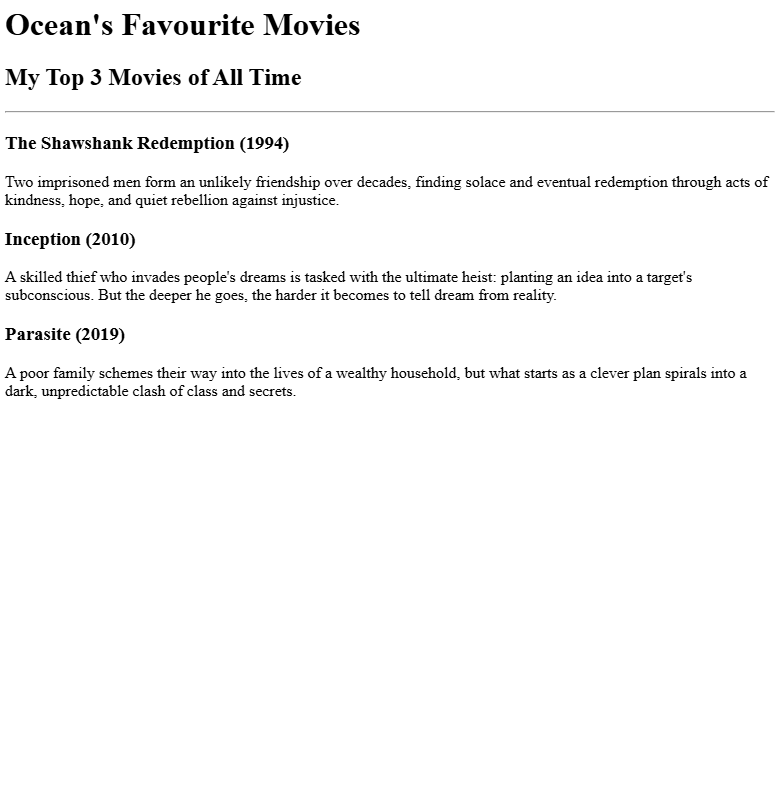 Ocean's Favourite Movies
My Top 3 Movies of All Time
The Shawshank Redemption (1994)
Two imprisoned men form an unlikely friendship over decades, finding solace and eventual redemption through acts of
kindness, hope, and quiet rebellion against injustice.
Inception (2010)
A skilled thief who invades people's dreams is tasked with the ultimate heist: planting an idea into a target's
subconscious. But the deeper he goes, the harder it becomes to tell dream from reality.
Parasite (2019)
A poor family schemes their way into the lives of a wealthy household, but what starts as a clever plan spirals into a
dark, unpredictable clash of class and secrets.